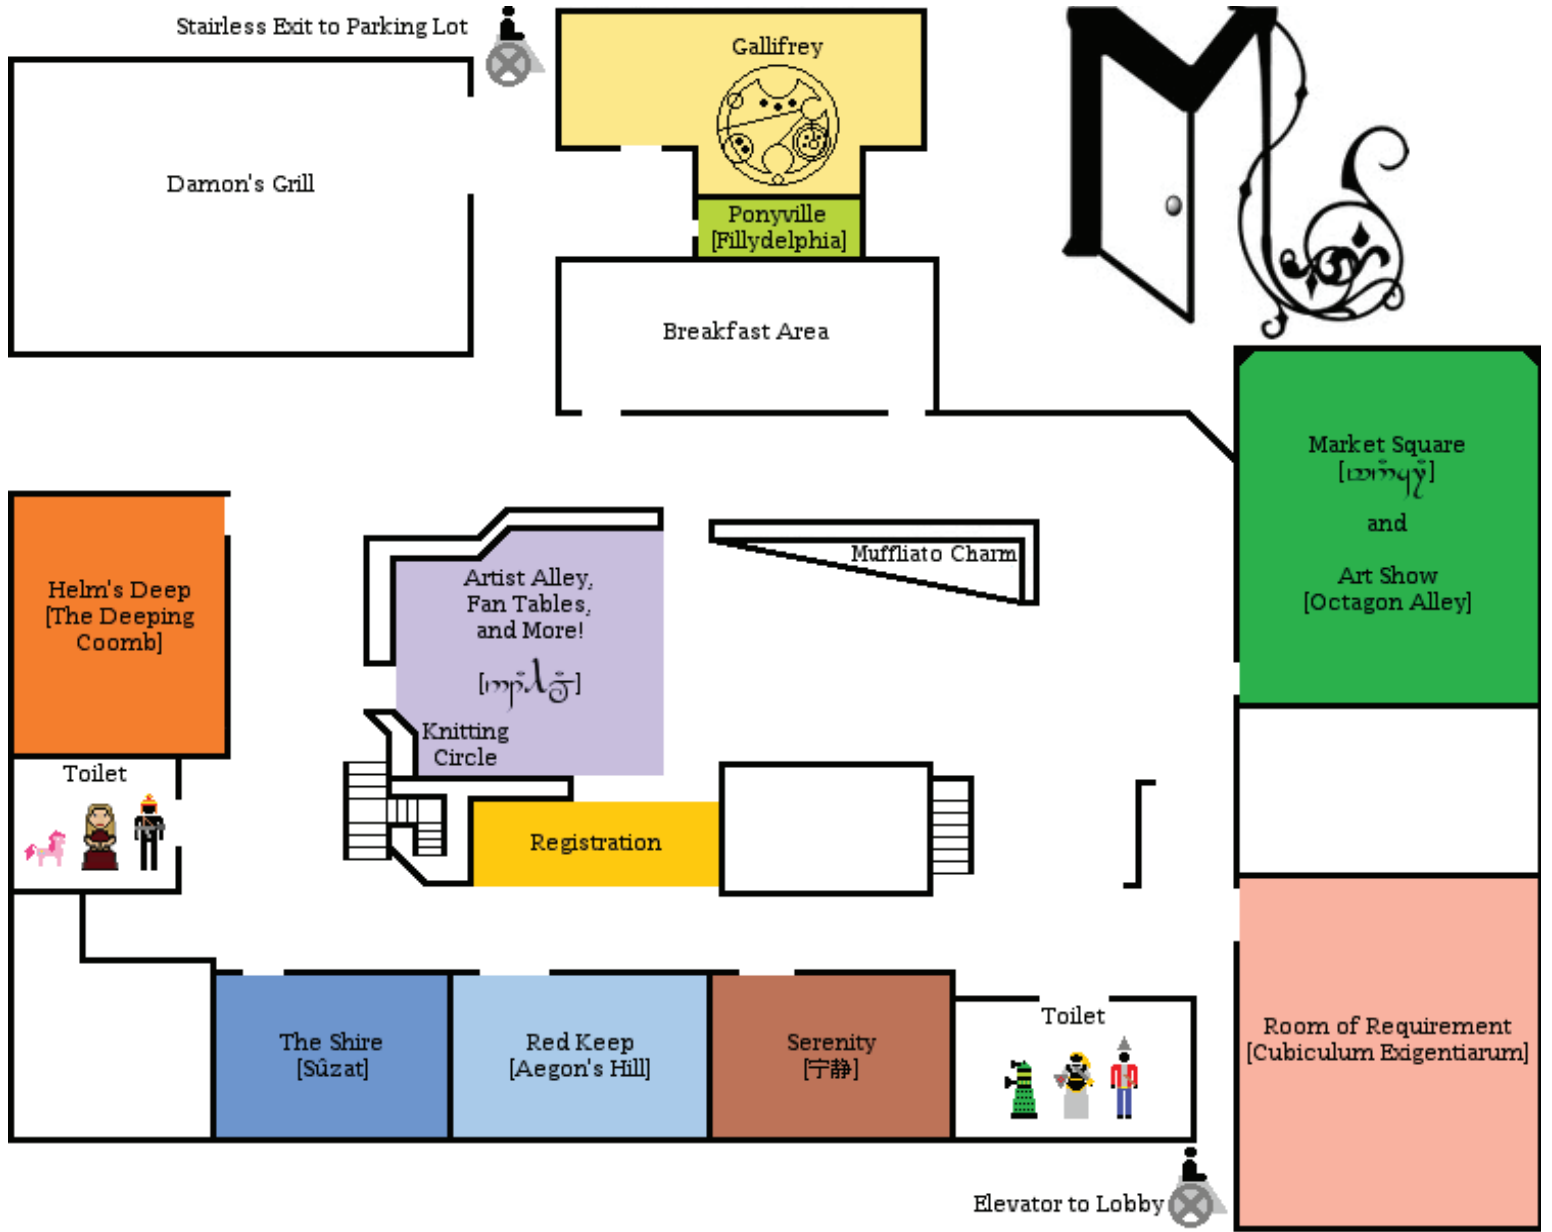 Stairless Exit to Parking Lot
Gallifrey
Damon's Grill
Ponyville
[Fillydelphia]
Breakfast Area
Market Square
and
Art Show
[Octagon Alley]
Muffliato Charm
Helm's Deep
[The Deeping
Coomb]
Artist Alley,
Fan Tables,
and More!
Knitting
Circle
Toilet
Registration
The Shire
[Sûzat]
Red Keep
[Aegon's Hill]
Serenity
[宁静]
Toilet
Room of Requirement
[Cubiculum Exigentiarum]
Elevator to Lobby